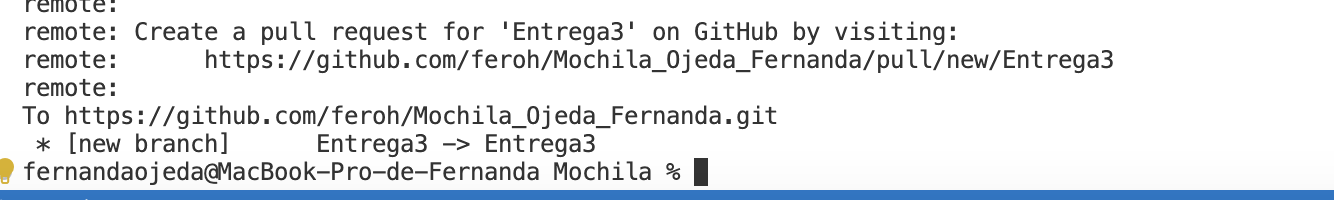 remote:
remote: Create a pull request for 'Entrega3' on GitHub by visiting:
remote:      https://github.com/feroh/Mochila_Ojeda_Fernanda/pull/new/Entrega3
remote:
To https://github.com/feroh/Mochila_Ojeda_Fernanda.git
 * [new branch]      Entrega3 -> Entrega3
fernandaojeda@MacBook-Pro-de-Fernanda Mochila %